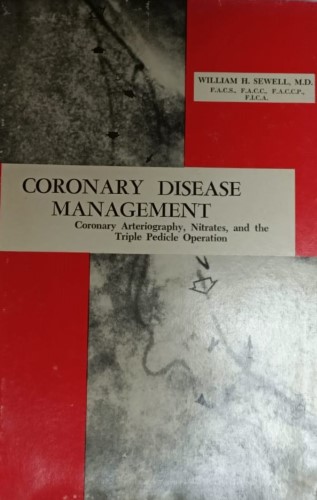 WILLIAM H. SEWELL, M.D.
F.A.C.S., F.A.C.C., F.A.C.C.P.,
F.I.C.A.
CORONARY DISEASE
MANAGEMENT
Coronary Arteriography, Nitrates, and the
Triple Pedicle Operation